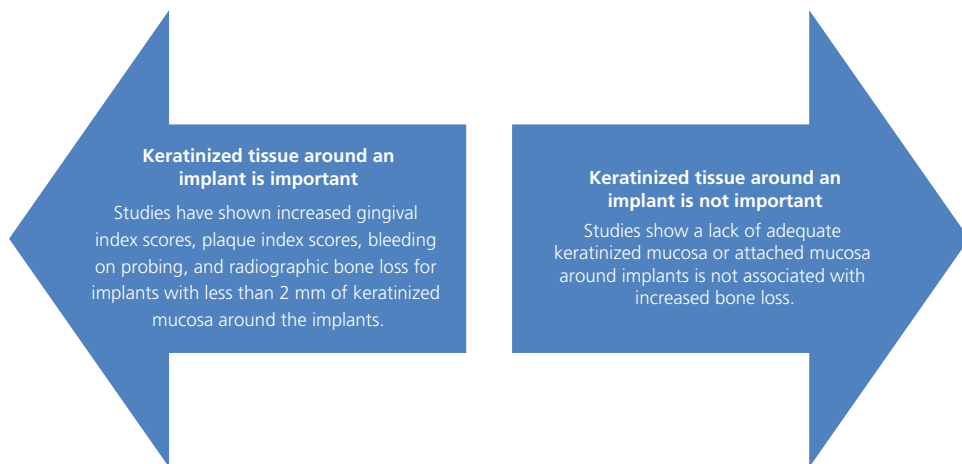 Keratinized tissue around an
implant is important
Studies have shown increased gingival
index scores, plaque index scores, bleeding
on probing, and radiographic bone loss for
implants with less than 2 mm of keratinized
mucosa around the implants.
Keratinized tissue around an
implant is not important
Studies show a lack of adequate
keratinized mucosa or attached mucosa
around implants is not associated with
increased bone loss.